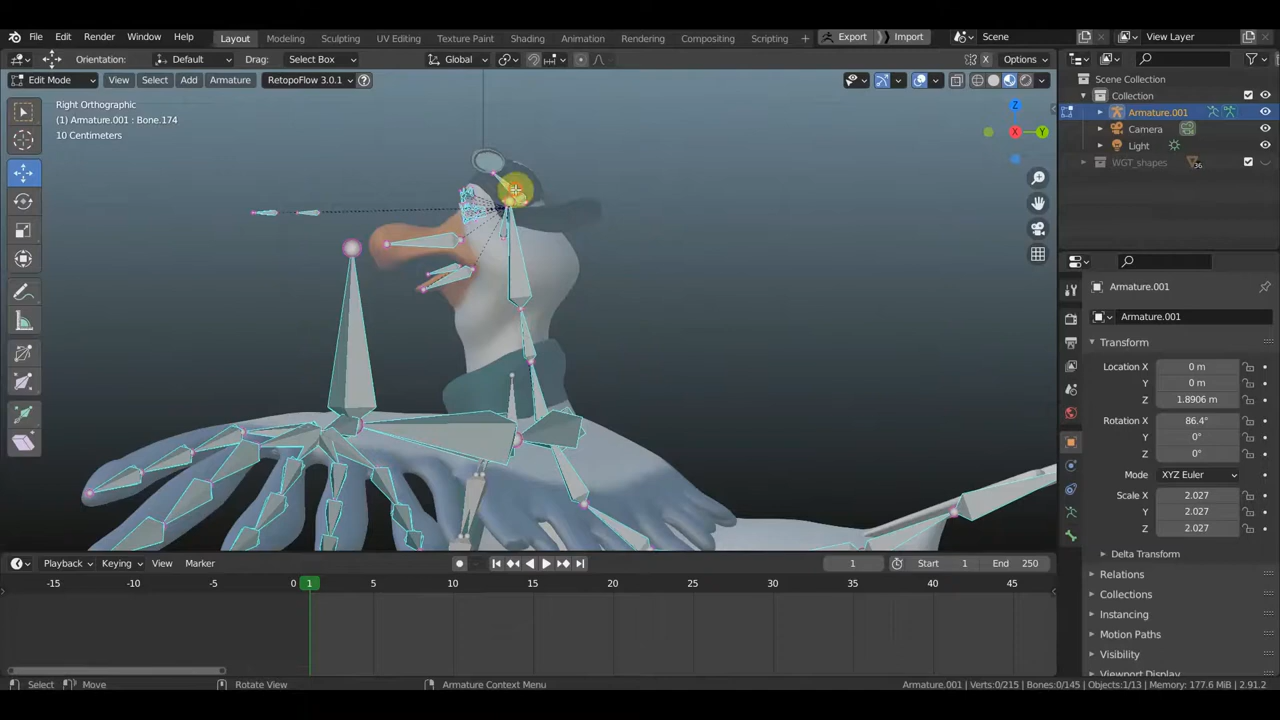 File Edit Render Window Help Layout Modeling Sculpting UV Editing Texture Paint Shading Animation Rendering Compositing Scripting + Export Import Scene View Layer
Orientation: Default Drag: Select Box Global X Options
Edit Mode View Select Add Armature RetopoFlow 3.0.1 ?
Right Orthographic
(1) Armature.001 : Bone.174
10 Centimeters
Z
X
Y
Scene Collection
Collection
Armature.001
Camera
Light
WGT_shapes 36
Armature.001
Armature.001
Transform
Location X 0 m
Y 0 m
Z 1.8906 m
Rotation X 86.4°
Y 0°
Z 0°
Mode XYZ Euler
Scale X 2.027
Y 2.027
Z 2.027
Delta Transform
Relations
Collections
Instancing
Motion Paths
Visibility
Viewport Display
Playback Keying View Marker 1 Start 1 End 250
-15 -10 -5 0 1 5 10 15 20 25 30 35 40 45
Select Move Rotate View Armature Context Menu Armature.001 | Verts:0/215 | Bones:0/145 | Objects:1/13 | Memory: 177.6 MiB | 2.91.2